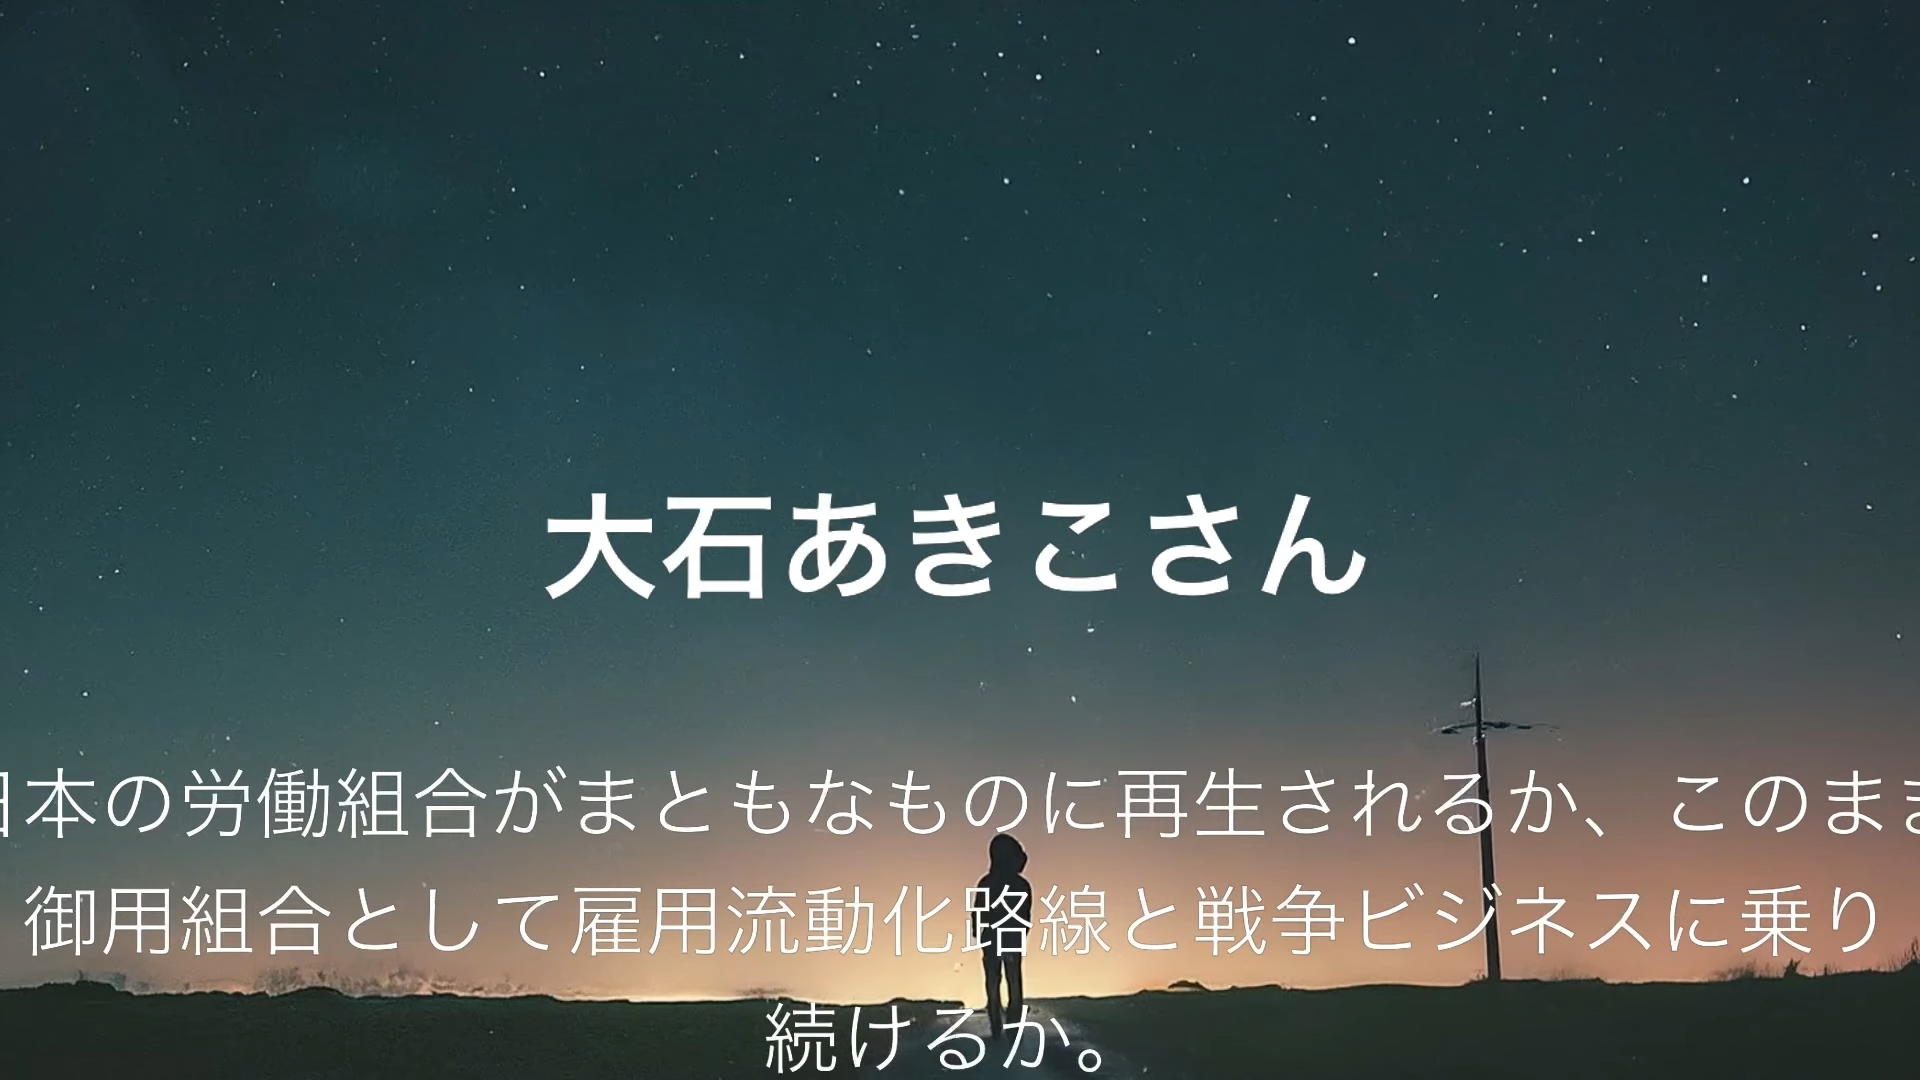 大石あきこさん
日本の労働組合がまともなものに再生されるか、このまま
御用組合として雇用流動化路線と戦争ビジネスに乗り
続けるか。